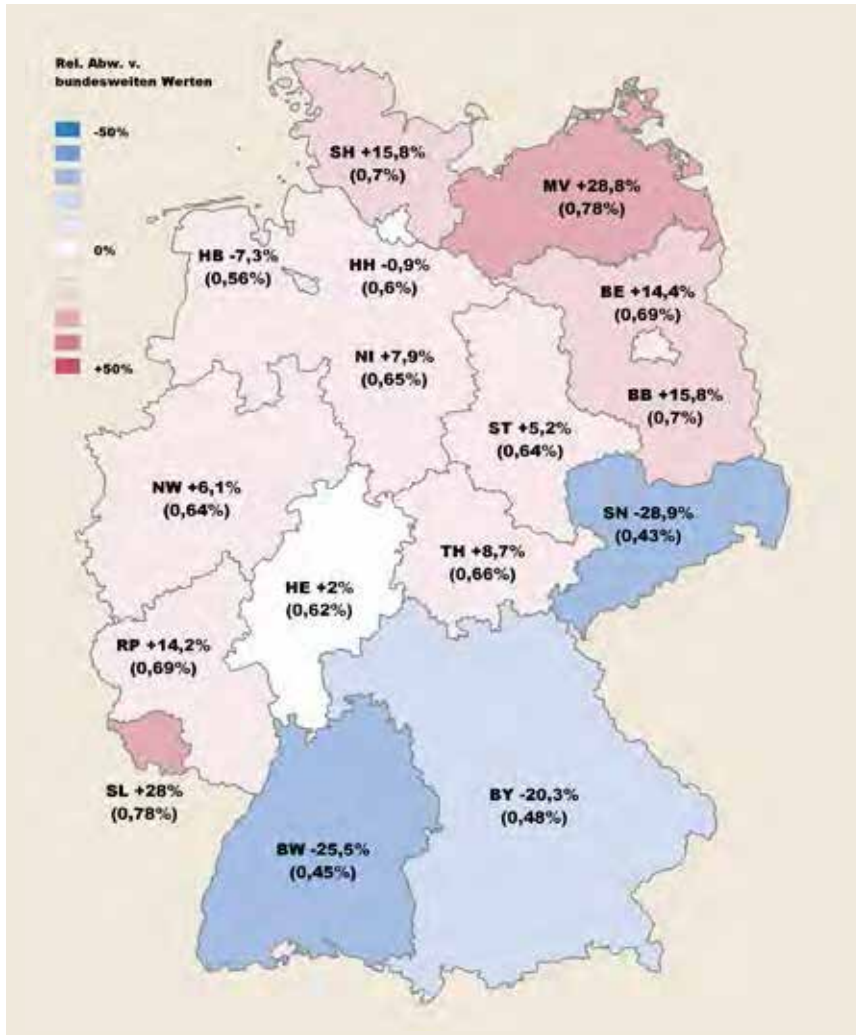 Rel. Abw. v.
bundesweiten Werten
-50%
0%
+50%
SH +15,8%
(0,7%)
MV +28,8%
(0,78%)
HB -7,3%
(0,56%)
HH -0,9%
(0,6%)
BE +14,4%
(0,69%)
NI +7,9%
(0,65%)
BB +15,8%
(0,7%)
ST +5,2%
(0,64%)
NW +6,1%
(0,64%)
SN -28,9%
(0,43%)
TH +8,7%
(0,66%)
HE +2%
(0,62%)
RP +14,2%
(0,69%)
SL +28%
(0,78%)
BY -20,3%
(0,48%)
BW -25,5%
(0,45%)